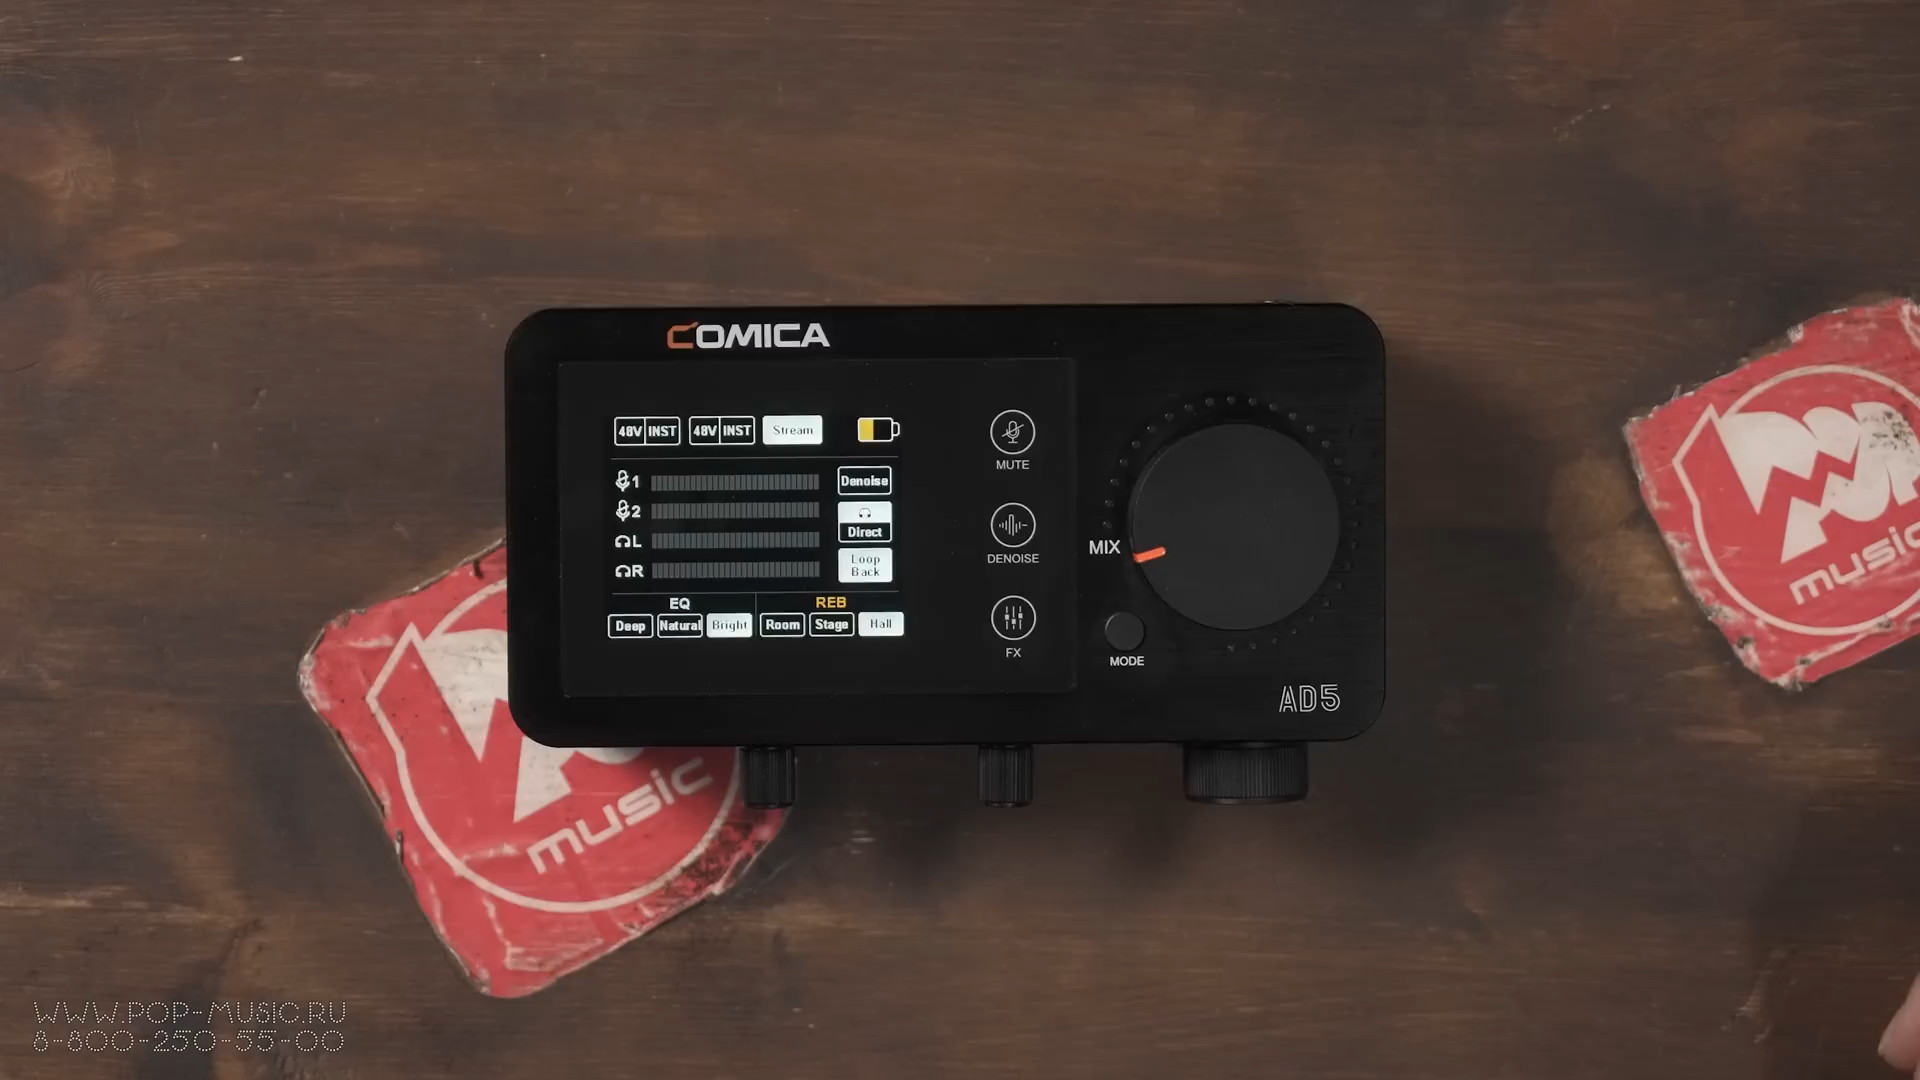 COMICA
48V INST 48V INST Stream
1
2
L
R
Denoise
Direct
Loop
Back
EQ
REB
Deep Natural Bright Room Stage Hall
MUTE
DENOISE
FX
MIX
MODE
AD5
music
POP
music
WWW.POP-MUSIC.RU
8-800-250-55-00